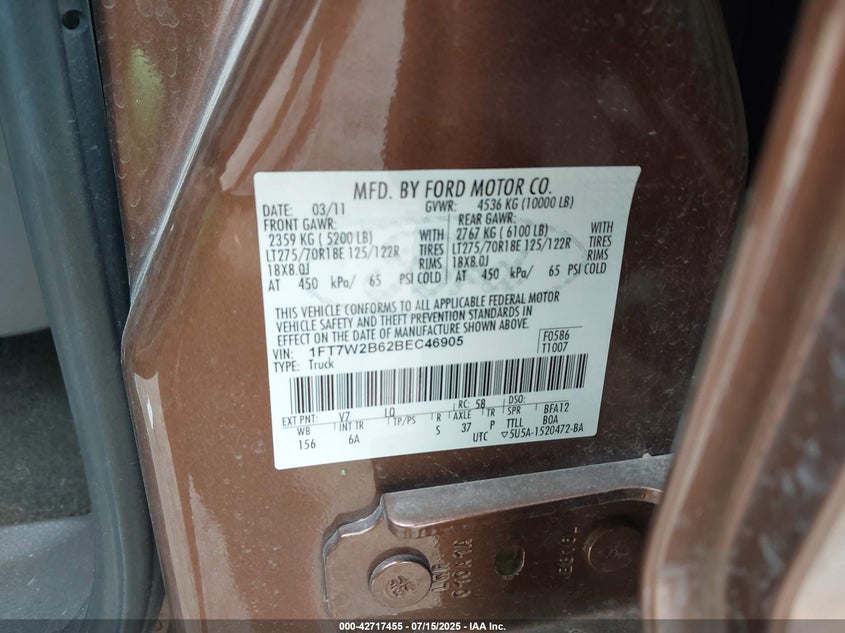 MFD. BY FORD MOTOR CO.
DATE: 03/11 GVWR: 4536 KG (10000 LB)
FRONT GAWR: REAR GAWR:
2359 KG ( 5200 LB) WITH 2767 KG ( 6100 LB) WITH
LT275/70R18E 125/122R TIRES LT275/70R18E 125/122R TIRES
18X8.0J RIMS 18X8.0J RIMS
AT 450 kPa/ 65 PSI COLD AT 450 kPa/ 65 PSI COLD
THIS VEHICLE CONFORMS TO ALL APPLICABLE FEDERAL MOTOR
VEHICLE SAFETY AND THEFT PREVENTION STANDARDS IN
EFFECT ON THE DATE OF MANUFACTURE SHOWN ABOVE.
VIN: 1FT7W2B62BEC46905 F0586
TYPE: Truck T1007
EXT PNT: V7 LQ RC: 58 DSO:
WB INT TR TP/PS R AXLE TR SPR BFA12
156 6A S 37 P TTLL BOA
UTC 5U5A-1520472-BA
000-42717455 / 07/15/2025 - IAA Inc.